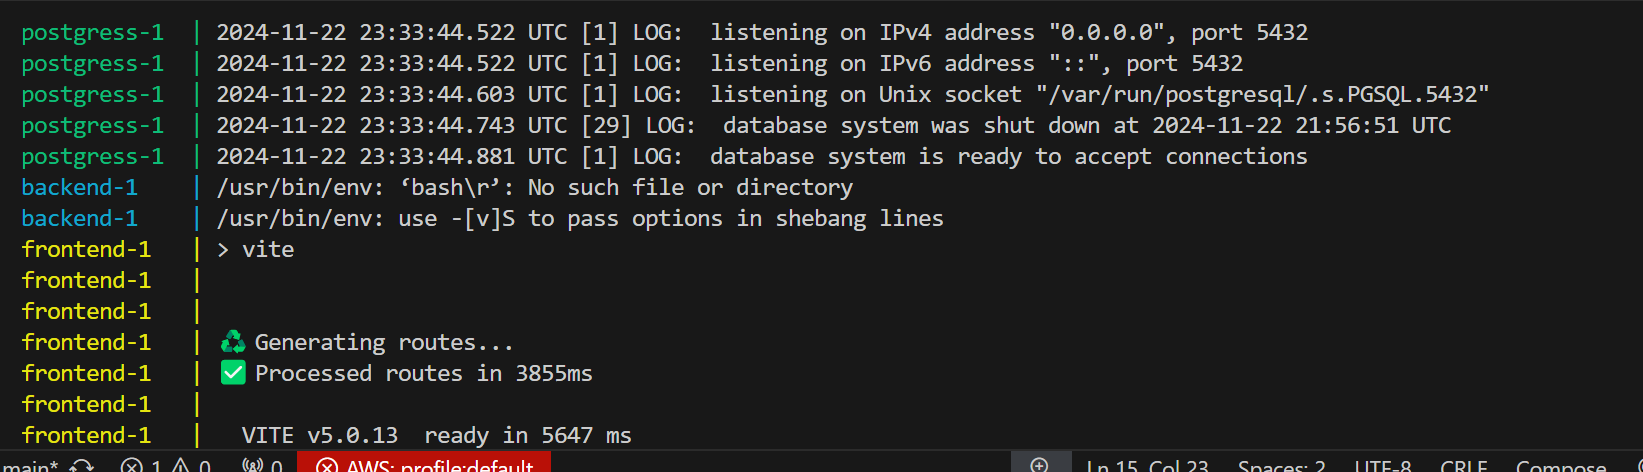 postgress-1 | 2024-11-22 23:33:44.522 UTC [1] LOG:  listening on IPv4 address "0.0.0.0", port 5432
postgress-1 | 2024-11-22 23:33:44.522 UTC [1] LOG:  listening on IPv6 address "::", port 5432
postgress-1 | 2024-11-22 23:33:44.603 UTC [1] LOG:  listening on Unix socket "/var/run/postgresql/.s.PGSQL.5432"
postgress-1 | 2024-11-22 23:33:44.743 UTC [29] LOG:  database system was shut down at 2024-11-22 21:56:51 UTC
postgress-1 | 2024-11-22 23:33:44.881 UTC [1] LOG:  database system is ready to accept connections
backend-1 | /usr/bin/env: ‘bash\r’: No such file or directory
backend-1 | /usr/bin/env: use -[v]S to pass options in shebang lines
frontend-1 | > vite
frontend-1 |
frontend-1 |
frontend-1 | ♻️ Generating routes...
frontend-1 | ✅ Processed routes in 3855ms
frontend-1 |
frontend-1 | VITE v5.0.13  ready in 5647 ms
main* 1 0 0 AWS: profile:default Ln 15, Col 23 Spaces: 2 UTF-8 CRLF Compose